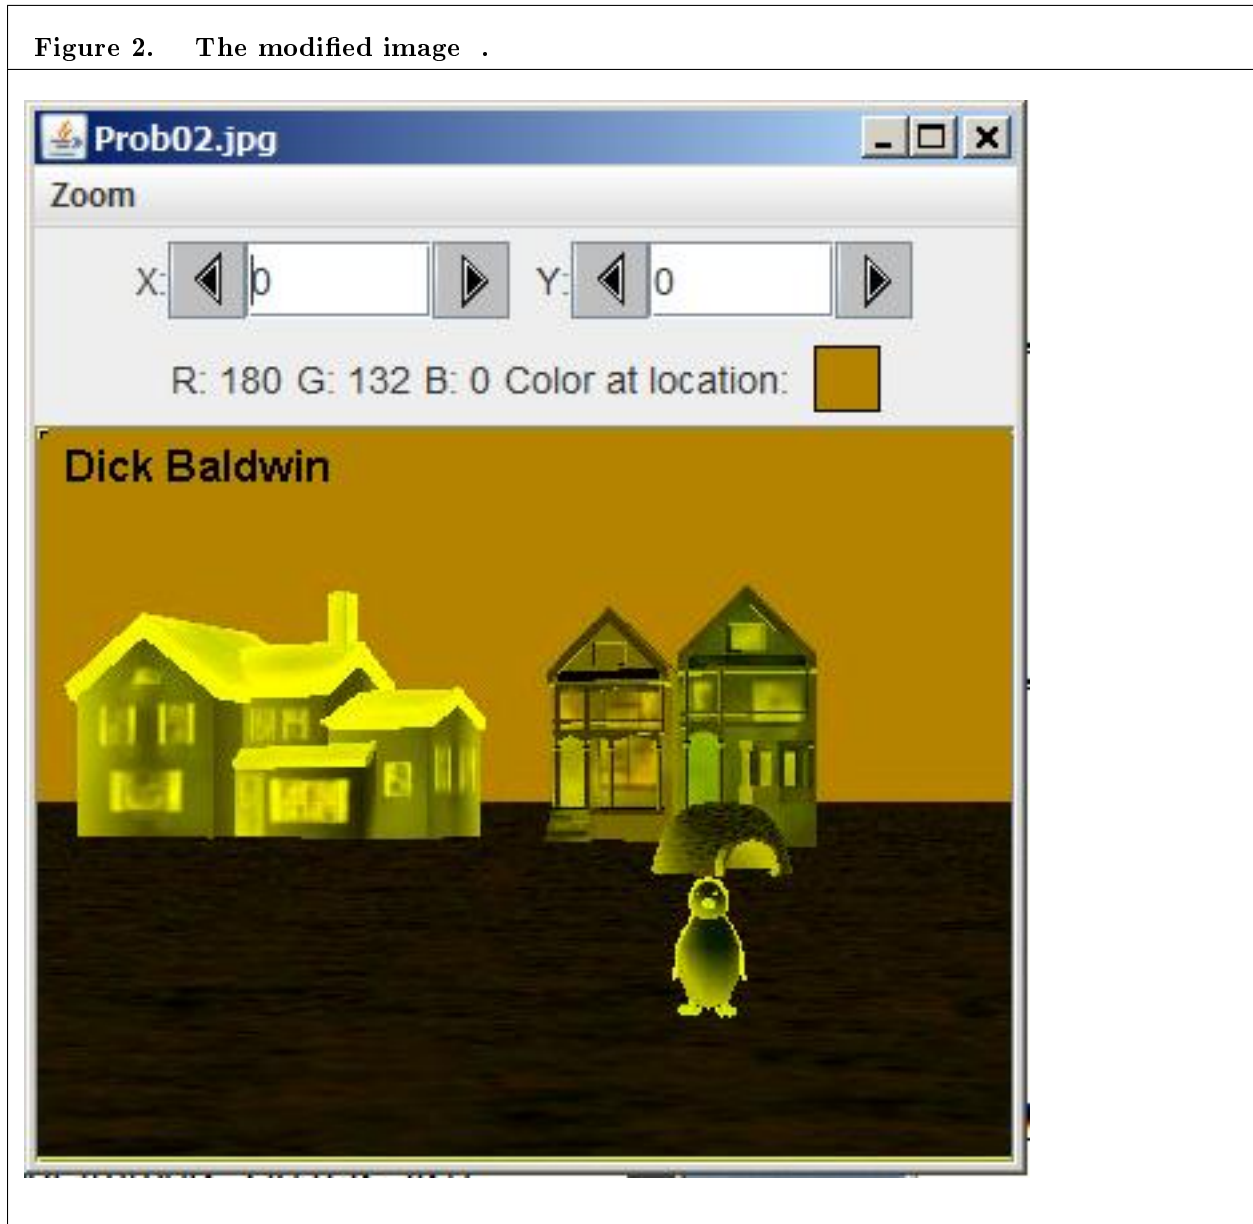 Figure 2. The modified image .
Prob02.jpg
Zoom
X: 0 Y: 0
R: 180 G: 132 B: 0 Color at location:
Dick Baldwin